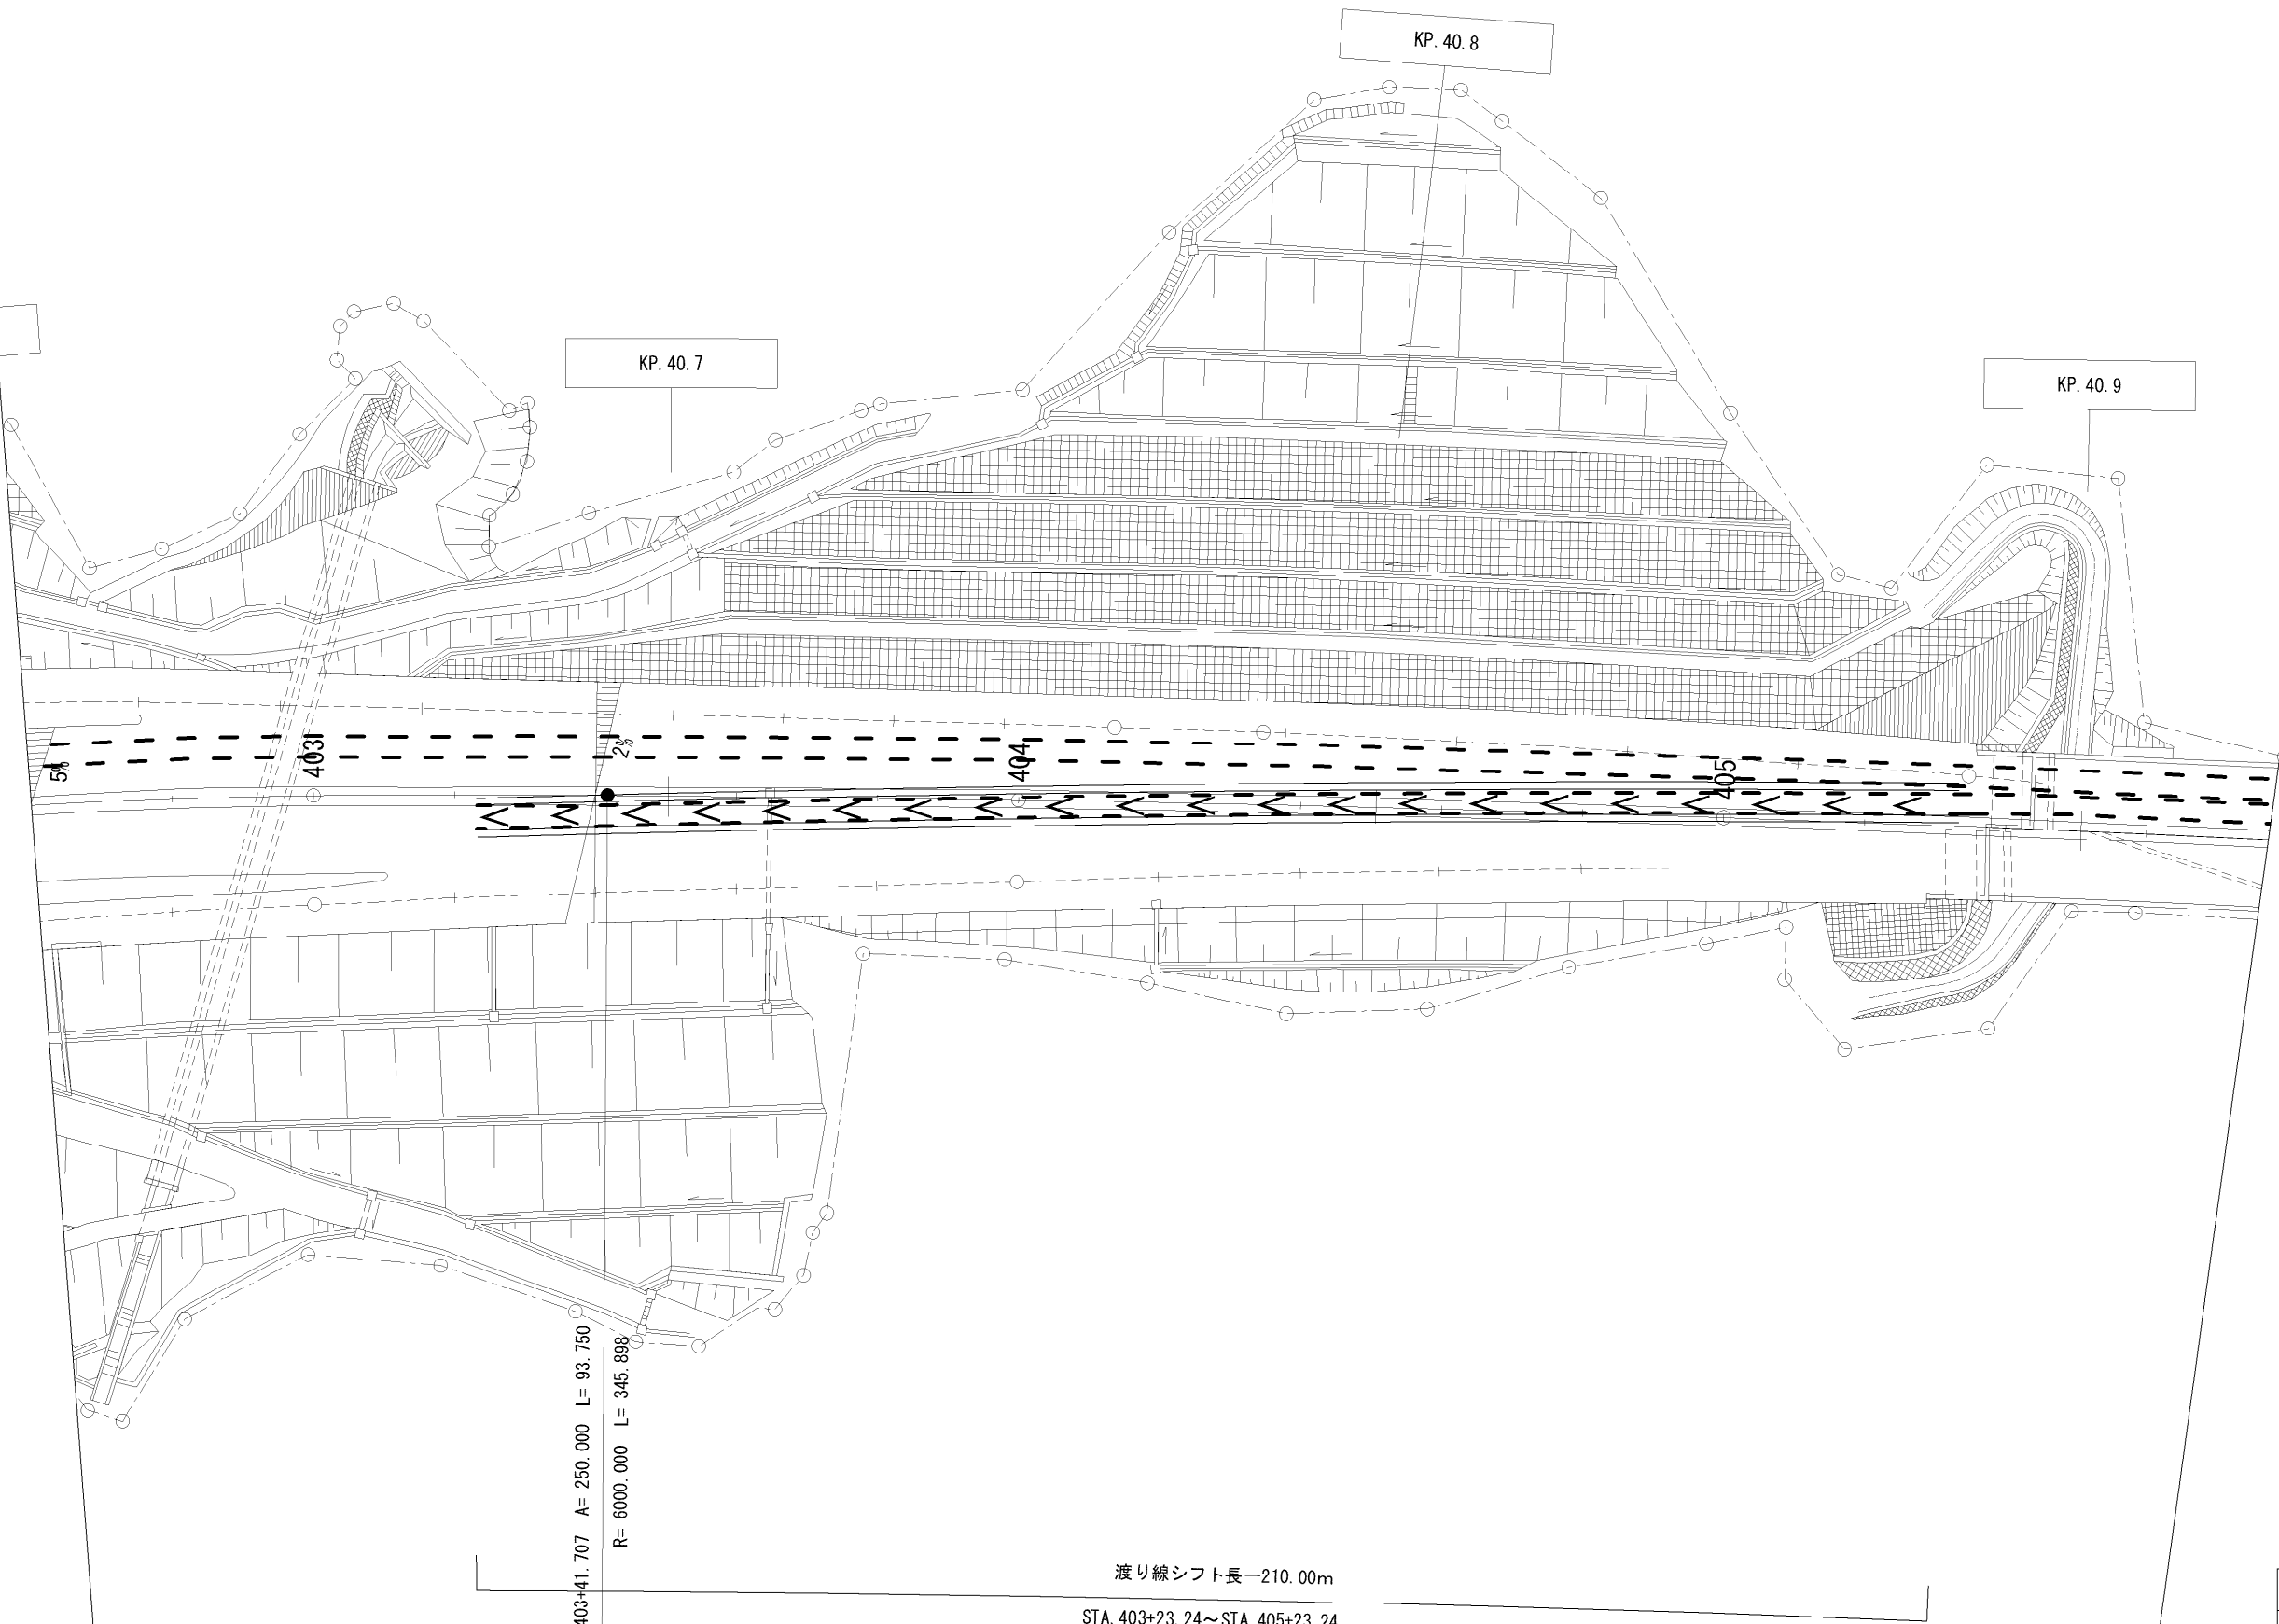 KP. 40. 8
KP. 40. 7
KP. 40. 9
5%
403
2%
404
405
403+41. 707  A= 250. 000  L= 93. 750
R= 6000. 000  L= 345. 898
渡り線シフト長―210. 00m
STA. 403+23. 24～STA. 405+23. 24